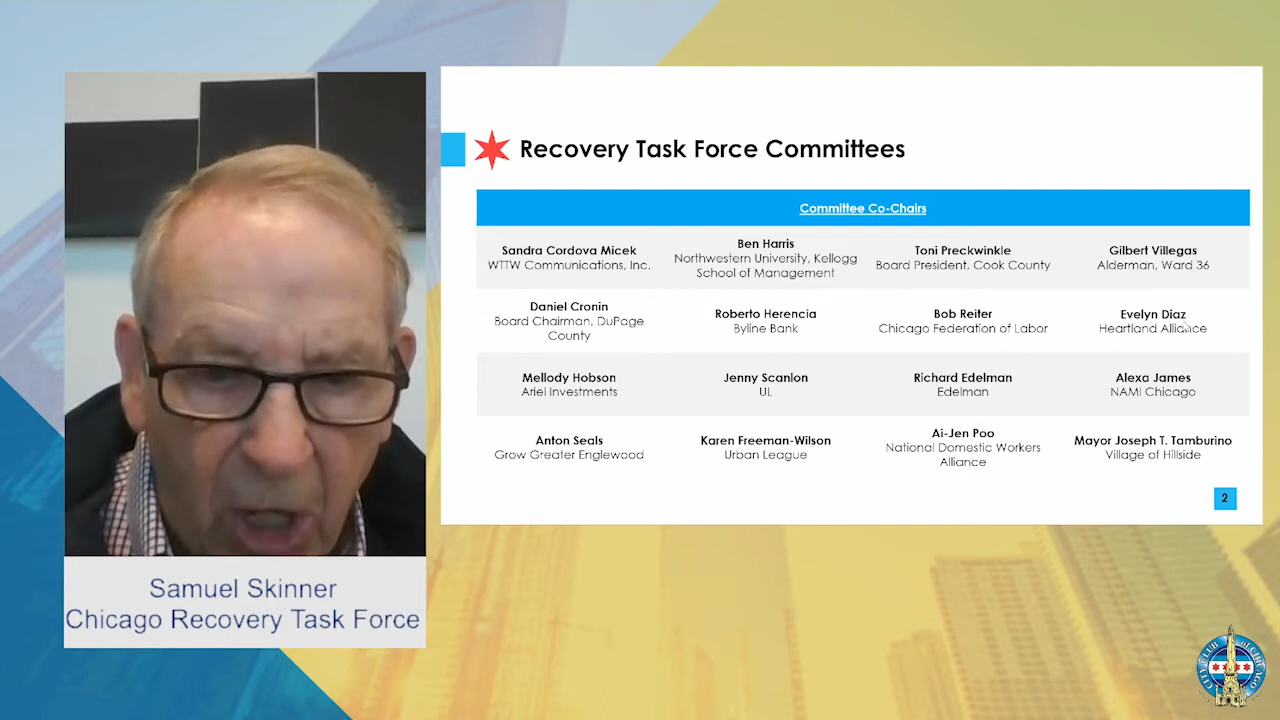 Recovery Task Force Committees
Committee Co-Chairs
Sandra Cordova Micek
WTTW Communications, Inc.
Ben Harris
Northwestern University, Kellogg
School of Management
Toni Preckwinkle
Board President, Cook County
Gilbert Villegas
Alderman, Ward 36
Daniel Cronin
Board Chairman, DuPage
County
Roberto Herencia
Byline Bank
Bob Reiter
Chicago Federation of Labor
Evelyn Diaz
Heartland Alliance
Mellody Hobson
Ariel Investments
Jenny Scanlon
UL
Richard Edelman
Edelman
Alexa James
NAMI Chicago
Anton Seals
Grow Greater Englewood
Karen Freeman-Wilson
Urban League
Ai-Jen Poo
National Domestic Workers
Alliance
Mayor Joseph T. Tamburino
Village of Hillside
2
Samuel Skinner
Chicago Recovery Task Force
CITY CLUB of CHICAGO